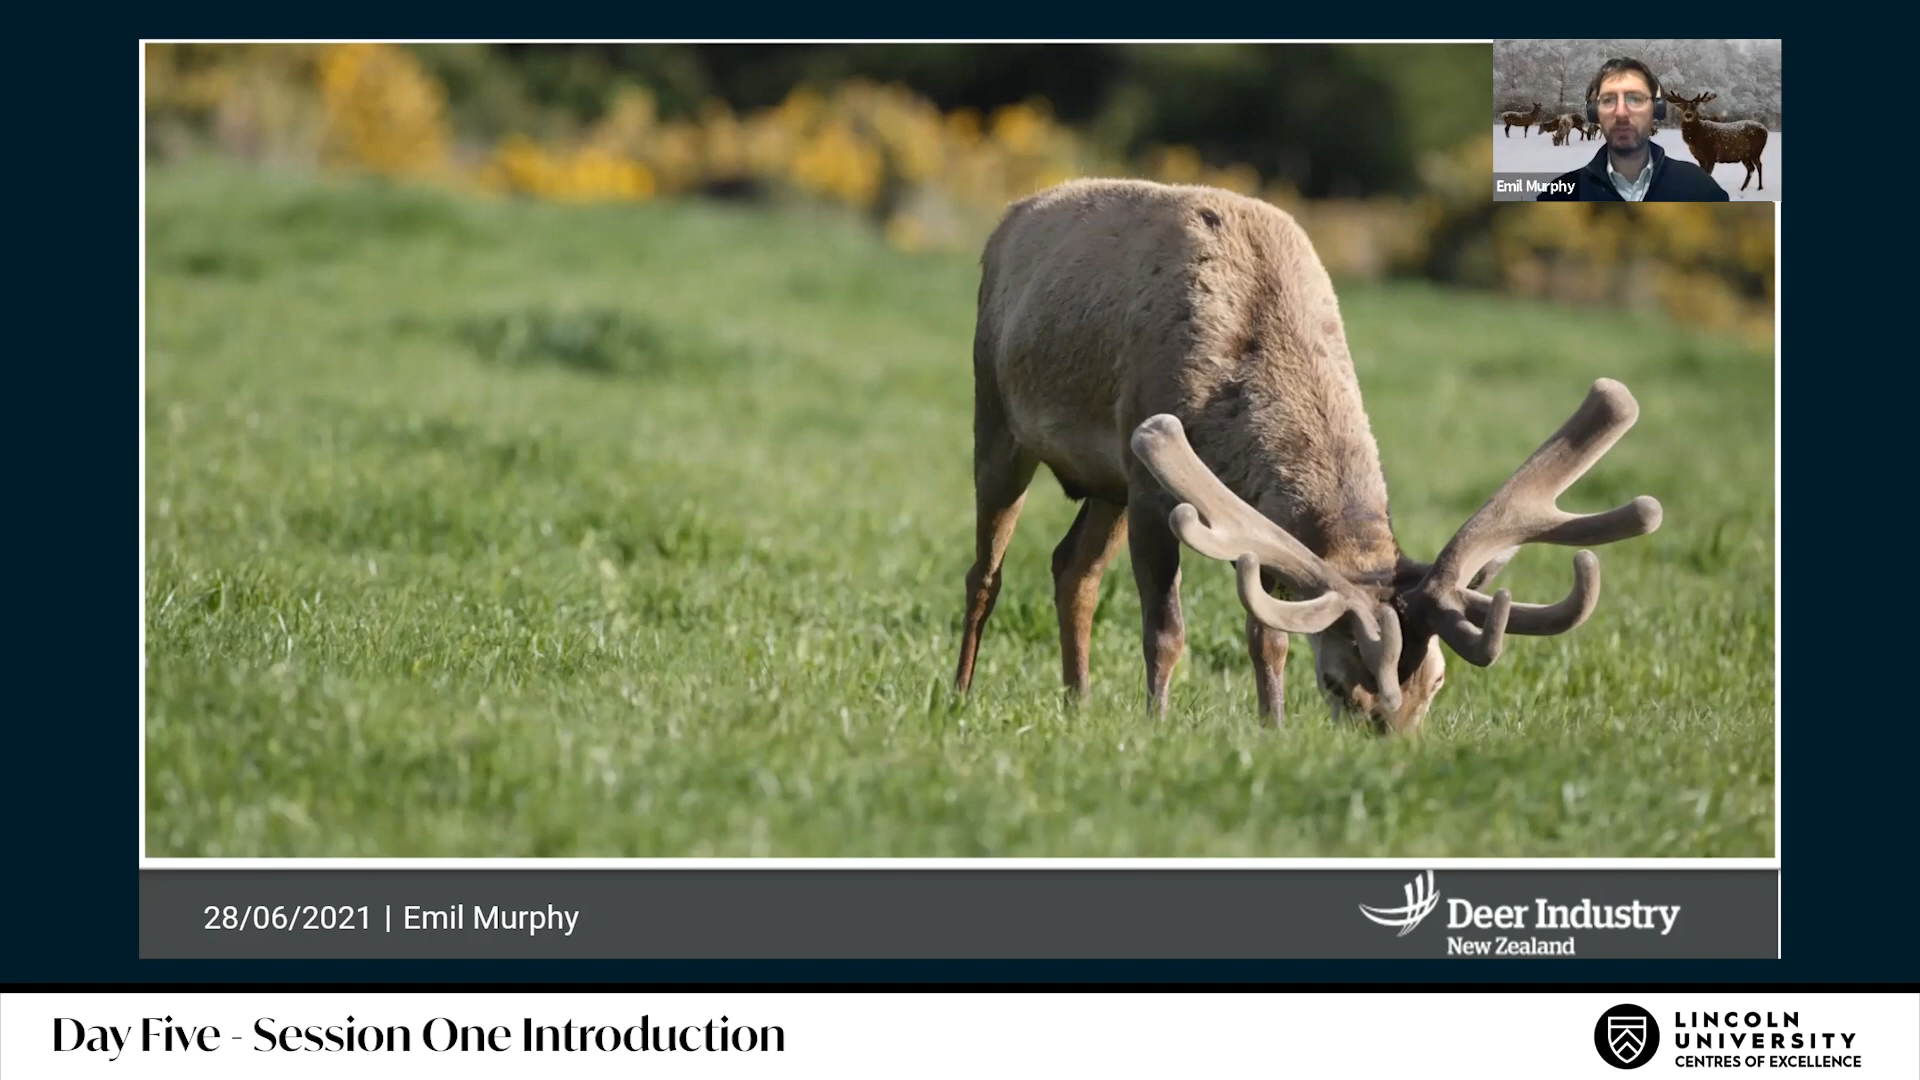 Emil Murphy
28/06/2021 | Emil Murphy
Deer Industry
New Zealand
Day Five - Session One Introduction
LINCOLN
UNIVERSITY
CENTRES OF EXCELLENCE